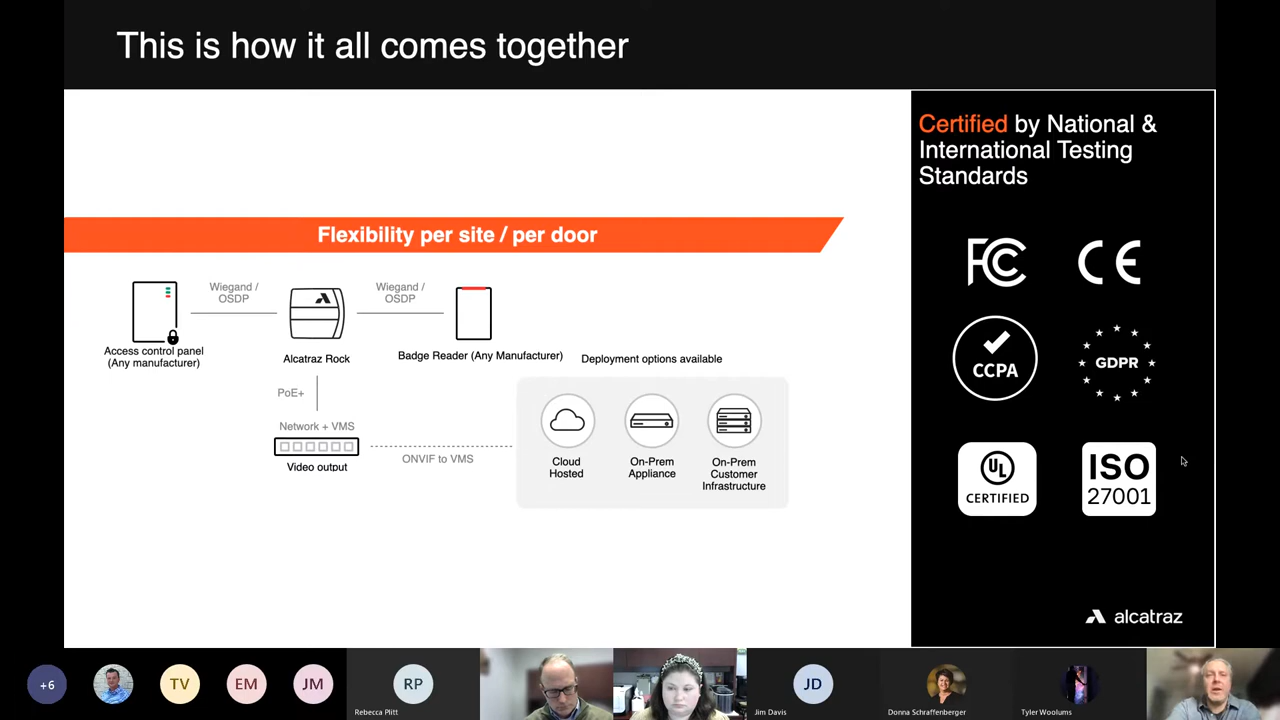 This is how it all comes together
Certified by National &
International Testing
Standards
Flexibility per site / per door
Wiegand /
OSDP
Wiegand /
OSDP
Access control panel
(Any manufacturer)
Alcatraz Rock
Badge Reader (Any Manufacturer)
Deployment options available
PoE+
Network + VMS
Video output
ONVIF to VMS
Cloud
Hosted
On-Prem
Appliance
On-Prem
Customer
Infrastructure
FC
CE
CCPA
GDPR
UL
CERTIFIED
ISO
27001
alcatraz
+6
TV
EM
JM
RP
Rebecca Plitt
JD
Jim Davis
Donna Schraffenberger
Tyler Woolums